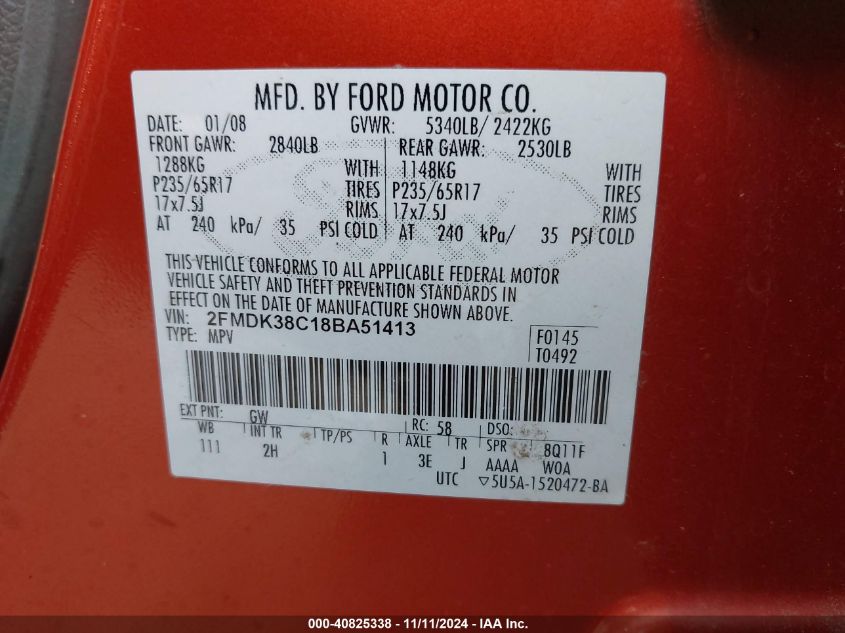 MFD. BY FORD MOTOR CO.
DATE: 01/08 GVWR: 5340LB/ 2422KG
FRONT GAWR: 2840LB REAR GAWR: 2530LB
1288KG WITH 1148KG WITH
P235/65R17 TIRES P235/65R17 TIRES
17x7.5J RIMS 17x7.5J RIMS
AT 240 kPa/ 35 PSI COLD AT 240 kPa/ 35 PSI COLD
THIS VEHICLE CONFORMS TO ALL APPLICABLE FEDERAL MOTOR
VEHICLE SAFETY AND THEFT PREVENTION STANDARDS IN
EFFECT ON THE DATE OF MANUFACTURE SHOWN ABOVE.
VIN: 2FMDK38C18BA51413
TYPE: MPV F0145
T0492
EXT PNT: GW RC: 58 DSO:
WB INT TR TP/PS R AXLE TR SPR 8Q11F
111 2H 1 3E J AAAA W0A
UTC ▽5U5A-1520472-BA
000-40825338 - 11/11/2024 - IAA Inc.